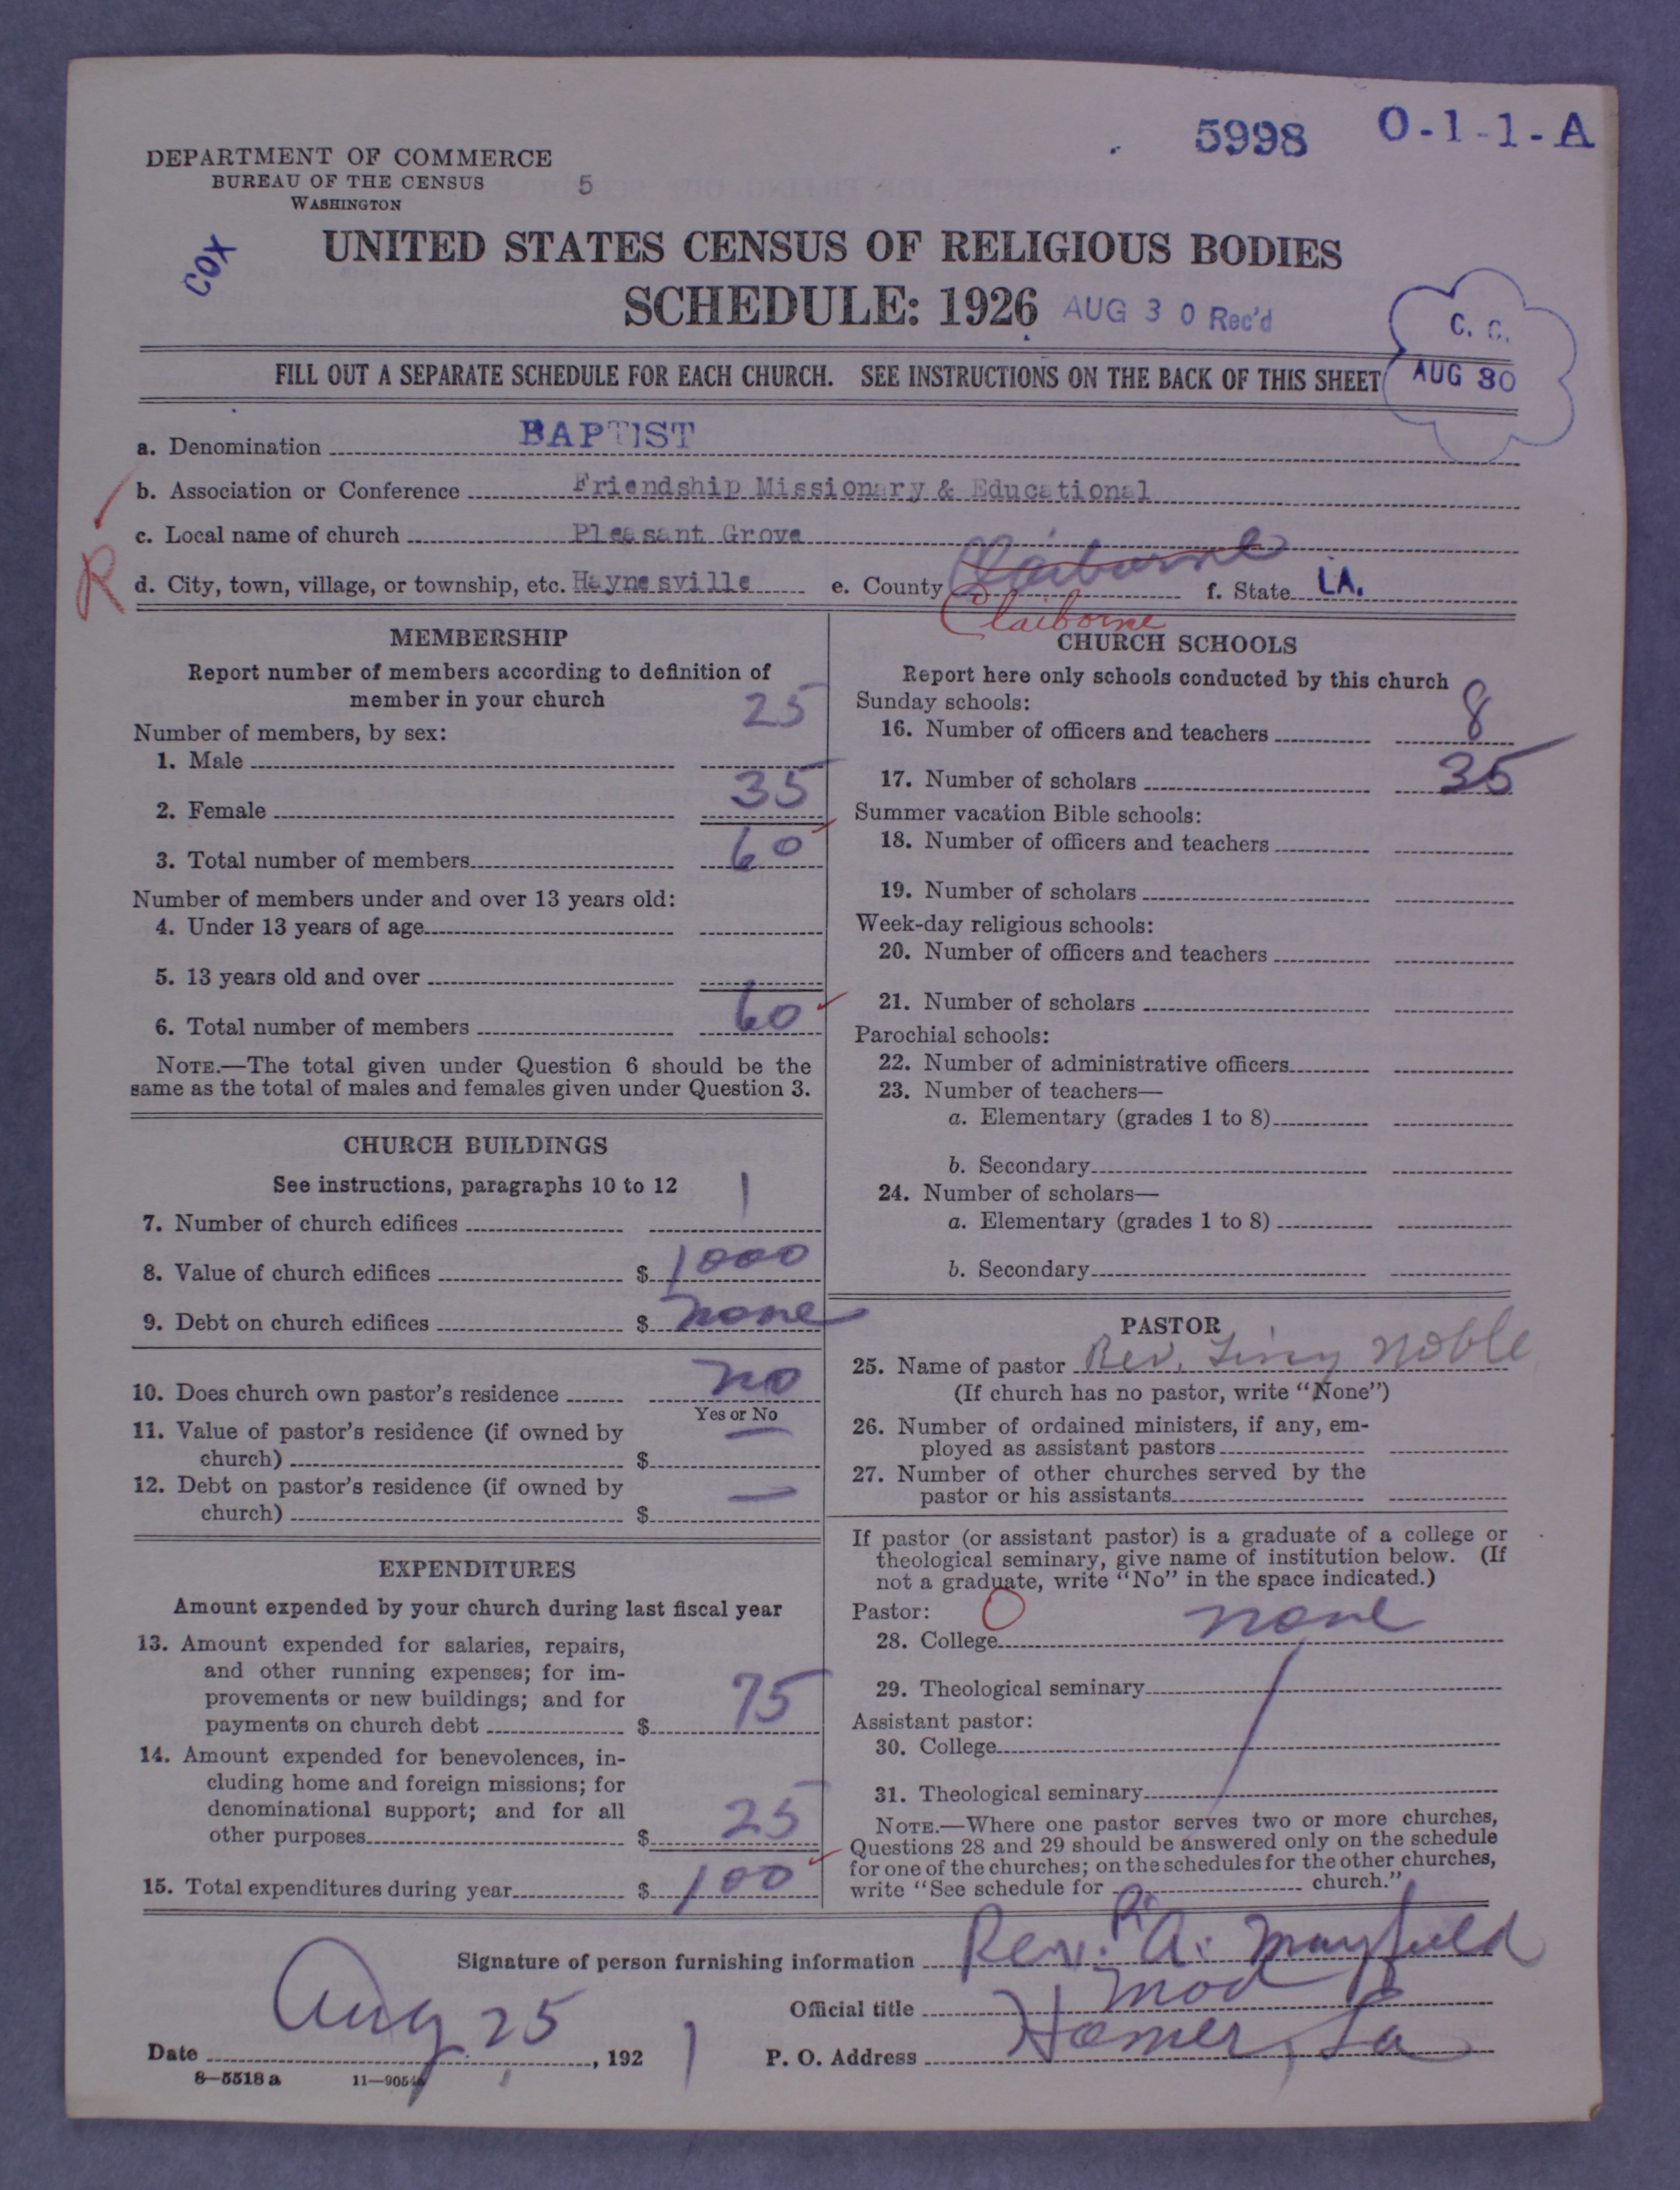 5998 O-1-1-A
DEPARTMENT OF COMMERCE
BUREAU OF THE CENSUS 5
WASHINGTON
COX
UNITED STATES CENSUS OF RELIGIOUS BODIES
SCHEDULE: 1926 AUG 30 Rec'd
C. C.
AUG 30
FILL OUT A SEPARATE SCHEDULE FOR EACH CHURCH. SEE INSTRUCTIONS ON THE BACK OF THIS SHEET
a. Denomination BAPTIST
b. Association or Conference Friendship Missionary & Educational
c. Local name of church Pleasant Grove
R
d. City, town, village, or township, etc. Haynesville e. County Claiborne f. State LA.
Claiborne
MEMBERSHIP
Report number of members according to definition of
member in your church
Number of members, by sex:
1. Male 25
2. Female 35
3. Total number of members 60
Number of members under and over 13 years old:
4. Under 13 years of age
5. 13 years old and over
6. Total number of members 60
NOTE.—The total given under Question 6 should be the
same as the total of males and females given under Question 3.
CHURCH BUILDINGS
See instructions, paragraphs 10 to 12
7. Number of church edifices 1
8. Value of church edifices $ 1000
9. Debt on church edifices $ none
10. Does church own pastor's residence no
Yes or No
11. Value of pastor's residence (if owned by
church) $ —
12. Debt on pastor's residence (if owned by
church) $ —
EXPENDITURES
Amount expended by your church during last fiscal year
13. Amount expended for salaries, repairs,
and other running expenses; for im-
provements or new buildings; and for
payments on church debt $ 75
14. Amount expended for benevolences, in-
cluding home and foreign missions; for
denominational support; and for all
other purposes $ 25
15. Total expenditures during year $ 100
CHURCH SCHOOLS
Report here only schools conducted by this church
Sunday schools:
16. Number of officers and teachers 8
17. Number of scholars 35
Summer vacation Bible schools:
18. Number of officers and teachers
19. Number of scholars
Week-day religious schools:
20. Number of officers and teachers
21. Number of scholars
Parochial schools:
22. Number of administrative officers
23. Number of teachers—
a. Elementary (grades 1 to 8)
b. Secondary
24. Number of scholars—
a. Elementary (grades 1 to 8)
b. Secondary
PASTOR
25. Name of pastor Rev. Noble
(If church has no pastor, write "None")
26. Number of ordained ministers, if any, em-
ployed as assistant pastors
27. Number of other churches served by the
pastor or his assistants
If pastor (or assistant pastor) is a graduate of a college or
theological seminary, give name of institution below. (If
not a graduate, write "No" in the space indicated.)
Pastor: O
28. College none
29. Theological seminary
Assistant pastor:
30. College
31. Theological seminary
NOTE.—Where one pastor serves two or more churches,
Questions 28 and 29 should be answered only on the schedule
for one of the churches; on the schedules for the other churches,
write "See schedule for church."
Signature of person furnishing information Rev. R. A. Mayfield
Official title Mod
Date Aug 25, 192 P. O. Address Homer, La
8—5518 a 11—9054